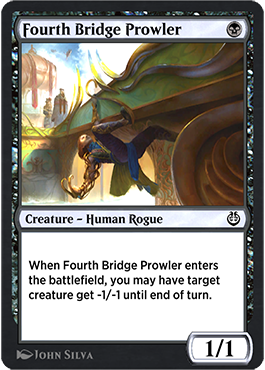 Fourth Bridge Prowler
Creature – Human Rogue
When Fourth Bridge Prowler enters
the battlefield, you may have target
creature get -1/-1 until end of turn.
John Silva
1/1